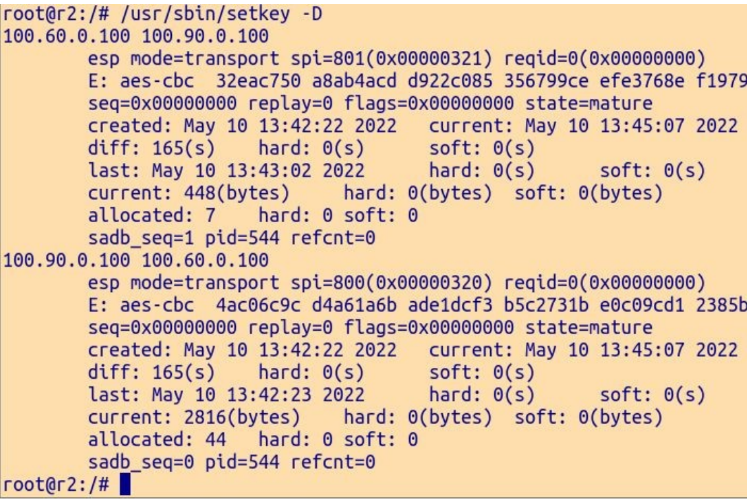 root@r2:/# /usr/sbin/setkey -D
100.60.0.100 100.90.0.100
esp mode=transport spi=801(0x00000321) reqid=0(0x00000000)
E: aes-cbc  32eac750 a8ab4acd d922c085 356799ce efe3768e f1979
seq=0x00000000 replay=0 flags=0x00000000 state=mature
created: May 10 13:42:22 2022   current: May 10 13:45:07 2022
diff: 165(s)    hard: 0(s)      soft: 0(s)
last: May 10 13:43:02 2022      hard: 0(s)      soft: 0(s)
current: 448(bytes)     hard: 0(bytes)  soft: 0(bytes)
allocated: 7    hard: 0 soft: 0
sadb_seq=1 pid=544 refcnt=0
100.90.0.100 100.60.0.100
esp mode=transport spi=800(0x00000320) reqid=0(0x00000000)
E: aes-cbc  4ac06c9c d4a61a6b ade1dcf3 b5c2731b e0c09cd1 2385b
seq=0x00000000 replay=0 flags=0x00000000 state=mature
created: May 10 13:42:22 2022   current: May 10 13:45:07 2022
diff: 165(s)    hard: 0(s)      soft: 0(s)
last: May 10 13:42:23 2022      hard: 0(s)      soft: 0(s)
current: 2816(bytes)    hard: 0(bytes)  soft: 0(bytes)
allocated: 44   hard: 0 soft: 0
sadb_seq=0 pid=544 refcnt=0
root@r2:/#